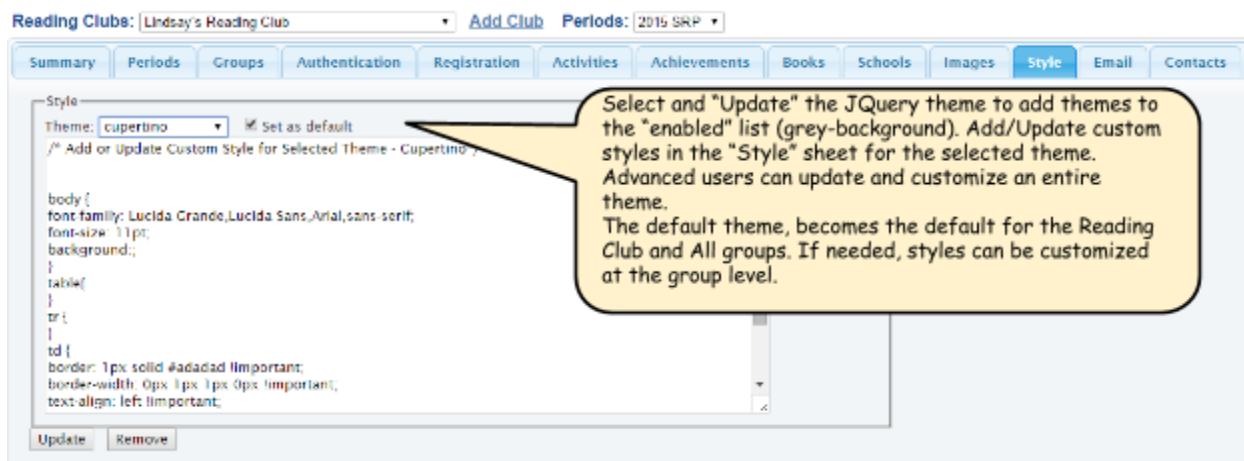 Reading Clubs: Lindsay's Reading Club Add Club Periods: 2015 SRP
Summary Periods Groups Authentication Registration Activities Achievements Books Schools Images Style Email Contacts
Style
Theme: cupertino Set as default
/* Add or Update Custom Style for Selected Theme - Cupertino */
body {
font-family: Lucida Grande,Lucida Sans,Arial,sans-serif;
font-size: 11pt;
background:;
}
table{
}
tr {
}
td {
border: 1px solid #adadad !important;
border-width: 0px 1px 1px 0px !important;
text-align: left !important;
Select and “Update” the JQuery theme to add themes to
the “enabled” list (grey-background). Add/Update custom
styles in the “Style” sheet for the selected theme.
Advanced users can update and customize an entire
theme.
The default theme, becomes the default for the Reading
Club and All groups. If needed, styles can be customized
at the group level.
Update Remove